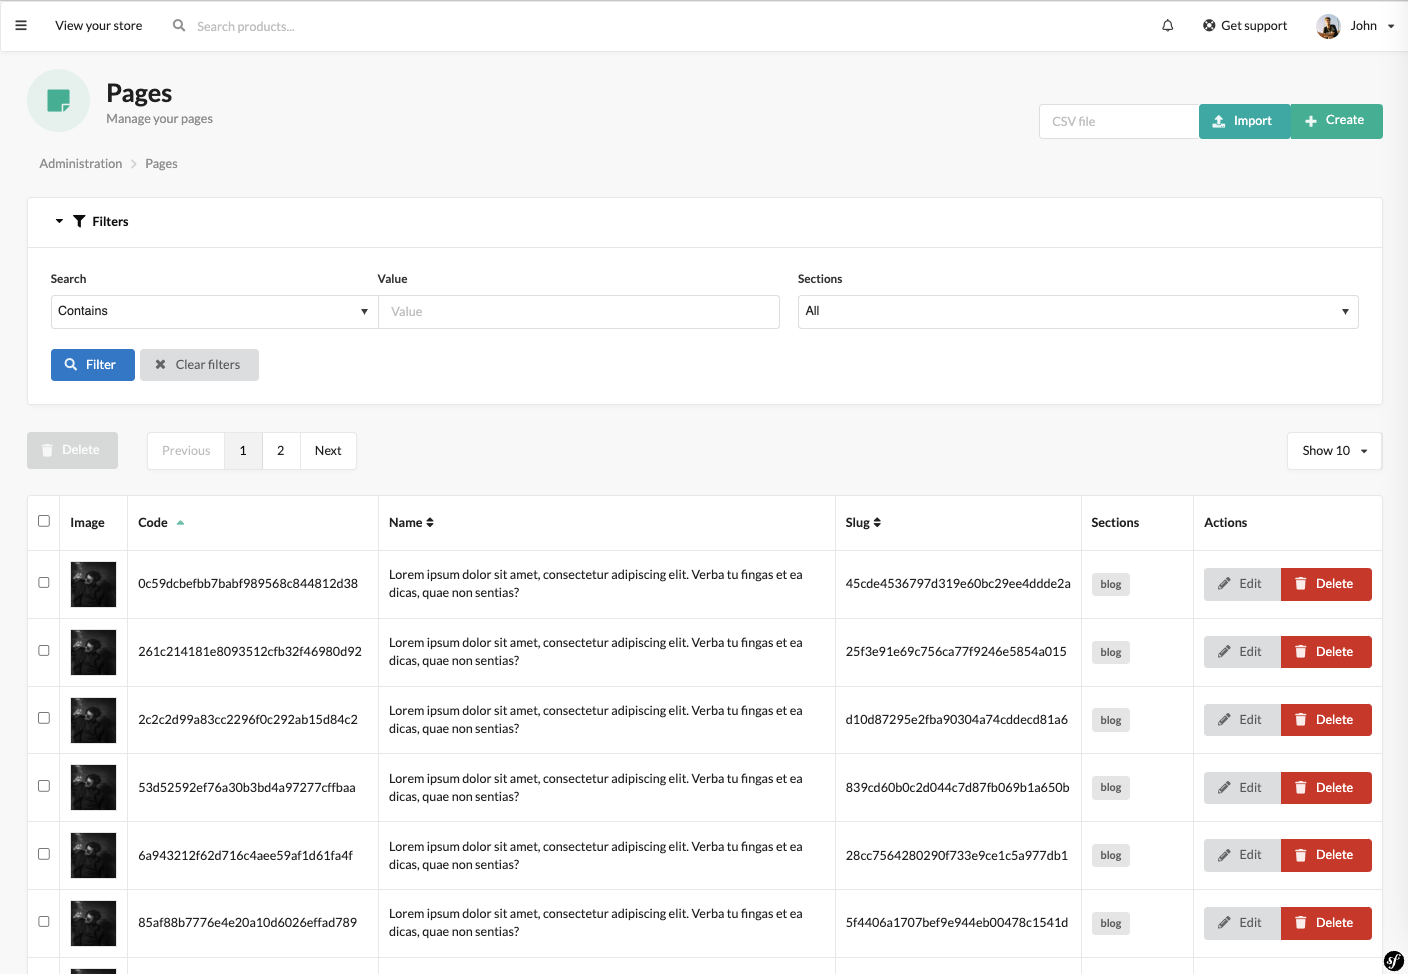 View your store
Search products...
Get support
John
Pages
Manage your pages
CSV file
Import
Create
Administration
Pages
Filters
Search
Value
Sections
Contains
Value
All
Filter
Clear filters
Delete
Previous
1
2
Next
Show 10
Image
Code
Name
Slug
Sections
Actions
0c59dcbefbb7babf989568c844812d38
Lorem ipsum dolor sit amet, consectetur adipiscing elit. Verba tu fingas et ea
dicas, quae non sentias?
45cde4536797d319e60bc29ee4ddde2a
blog
Edit
Delete
261c214181e8093512cfb32f46980d92
Lorem ipsum dolor sit amet, consectetur adipiscing elit. Verba tu fingas et ea
dicas, quae non sentias?
25f3e91e69c756ca77f9246e5854a015
blog
Edit
Delete
2c2c2d99a83cc2296f0c292ab15d84c2
Lorem ipsum dolor sit amet, consectetur adipiscing elit. Verba tu fingas et ea
dicas, quae non sentias?
d10d87295e2fba90304a74cddecd81a6
blog
Edit
Delete
53d52592ef76a30b3bd4a97277cffbaa
Lorem ipsum dolor sit amet, consectetur adipiscing elit. Verba tu fingas et ea
dicas, quae non sentias?
839cd60b0c2d044c7d87fb069b1a650b
blog
Edit
Delete
6a943212f62d716c4aee59af1d61fa4f
Lorem ipsum dolor sit amet, consectetur adipiscing elit. Verba tu fingas et ea
dicas, quae non sentias?
28cc7564280290f733e9ce1c5a977db1
blog
Edit
Delete
85af88b7776e4e20a10d6026effad789
Lorem ipsum dolor sit amet, consectetur adipiscing elit. Verba tu fingas et ea
dicas, quae non sentias?
5f4406a1707bef9e944eb00478c1541d
blog
Edit
Delete
sf